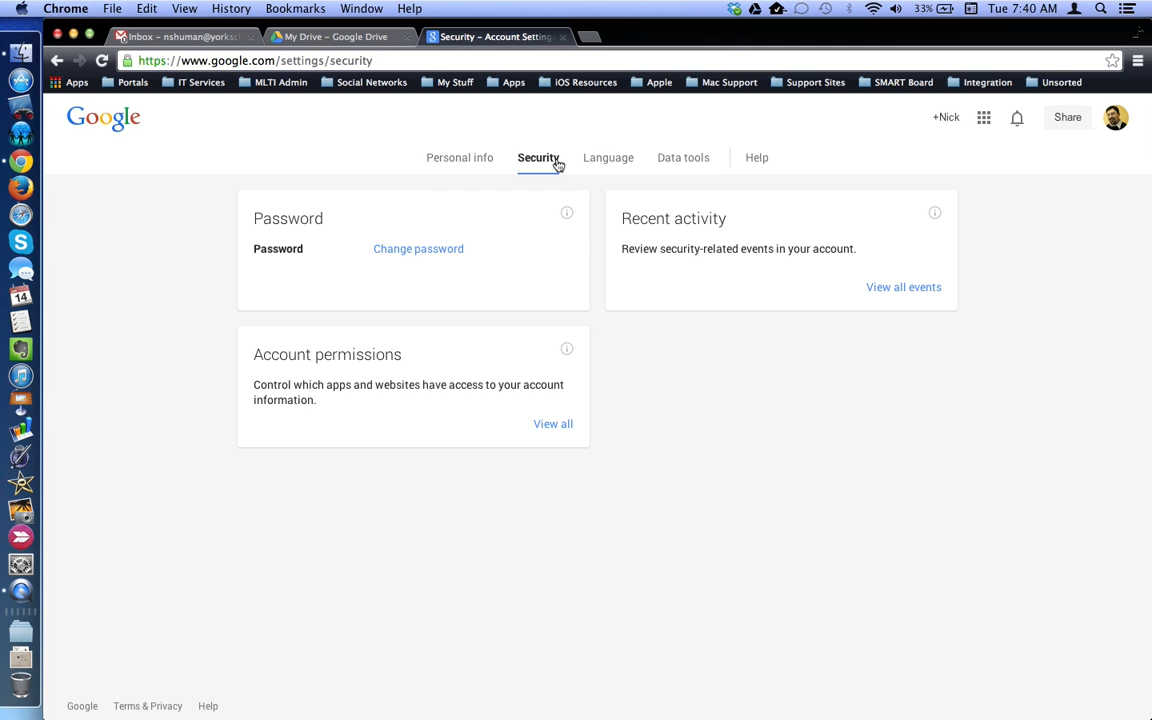 Chrome File Edit View History Bookmarks Window Help 33% Tue 7:40 AM
Inbox – nshuman@yorksc My Drive – Google Drive Security – Account Settings
https://www.google.com/settings/security
Apps Portals IT Services MLTI Admin Social Networks My Stuff Apps iOS Resources Apple Mac Support Support Sites SMART Board Integration Unsorted
Google +Nick Share
Personal info Security Language Data tools Help
Password
Password Change password
Recent activity
Review security-related events in your account.
View all events
Account permissions
Control which apps and websites have access to your account
information.
View all
14
Google Terms & Privacy Help